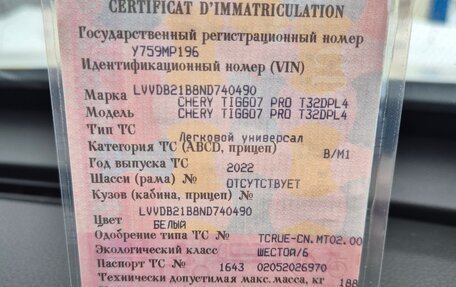 CERTIFICAT D'IMMATRICULATION
Государственный регистрационный номер
У759МР196
Идентификационный номер (VIN)
LVVDB21B8ND740490
Марка CHERY TIGGO7 PRO T32DPL4
Модель CHERY TIGGO7 PRO T32DPL4
Тип ТС Легковой универсал
Категория ТС (ABCD, прицеп) B/M1
Год выпуска ТС 2022
Шасси (рама) № ОТСУТСТВУЕТ
Кузов (кабина, прицеп) №
LVVDB21B8ND740490
Цвет БЕЛЫЙ
Одобрение типа ТС № ТСRUE-CN.МТ02.00
Экологический класс ШЕСТОЙ/6
Паспорт ТС № 1643 02052026970
Технически допустимая макс.масса, кг 188